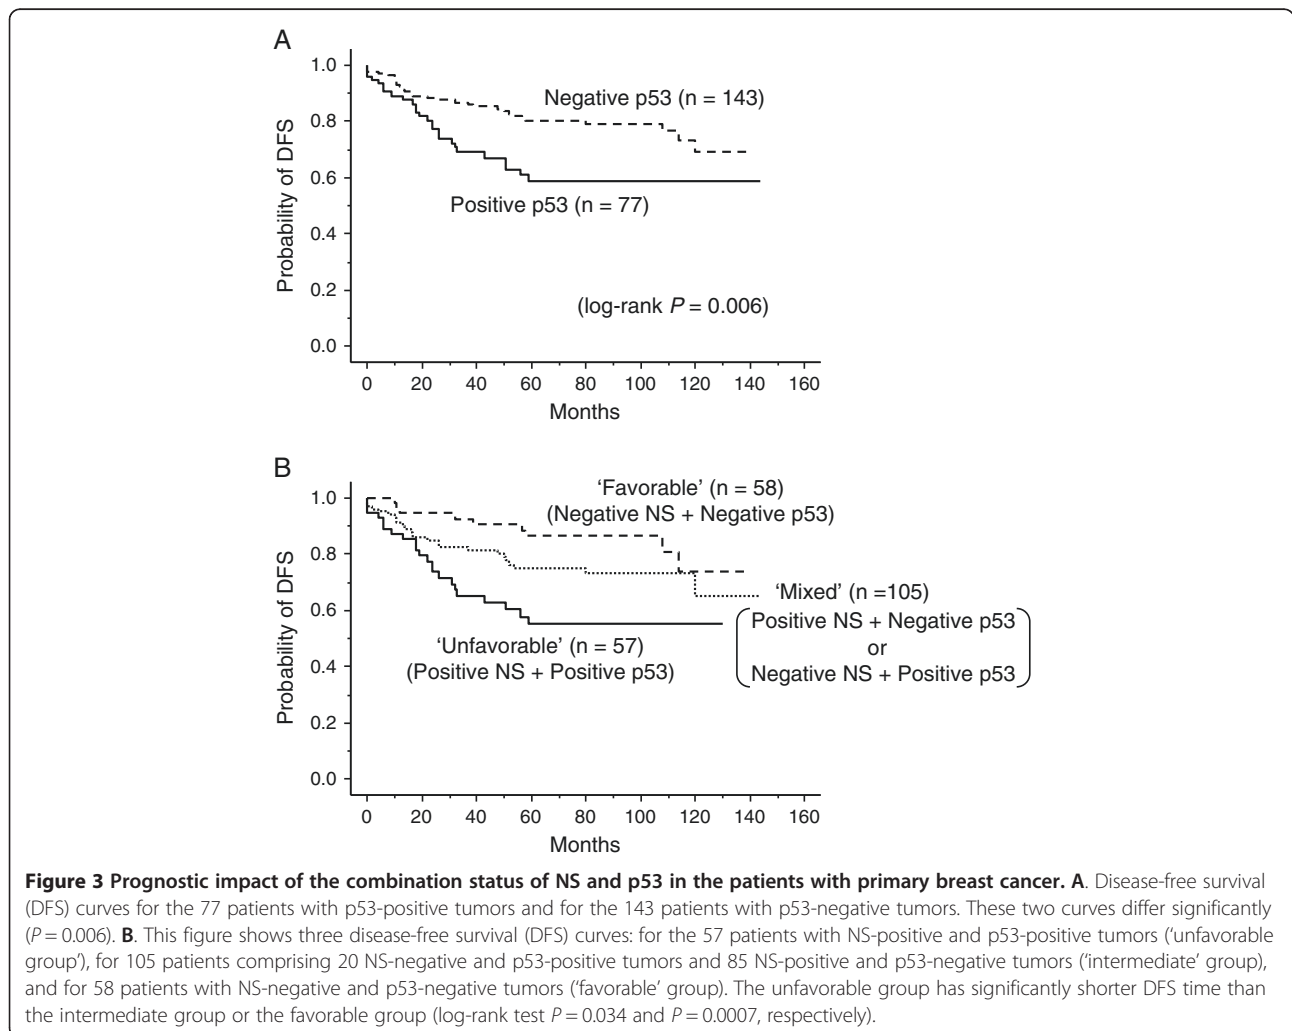 A
1.0
0.8
0.6
0.4
0.2
0.0
Probability of DFS
Negative p53 (n = 143)
Positive p53 (n = 77)
(log-rank P = 0.006)
0 20 40 60 80 100 120 140 160
Months
B
1.0
0.8
0.6
0.4
0.2
0.0
Probability of DFS
‘Favorable’ (n = 58)
(Negative NS + Negative p53)
‘Mixed’ (n =105)
Positive NS + Negative p53
or
Negative NS + Positive p53
‘Unfavorable’ (n = 57)
(Positive NS + Positive p53)
0 20 40 60 80 100 120 140 160
Months
Figure 3 Prognostic impact of the combination status of NS and p53 in the patients with primary breast cancer. A. Disease-free survival
(DFS) curves for the 77 patients with p53-positive tumors and for the 143 patients with p53-negative tumors. These two curves differ significantly
(P = 0.006). B. This figure shows three disease-free survival (DFS) curves: for the 57 patients with NS-positive and p53-positive tumors (‘unfavorable
group’), for 105 patients comprising 20 NS-negative and p53-positive tumors and 85 NS-positive and p53-negative tumors (‘intermediate’ group),
and for 58 patients with NS-negative and p53-negative tumors (‘favorable’ group). The unfavorable group has significantly shorter DFS time than
the intermediate group or the favorable group (log-rank test P = 0.034 and P = 0.0007, respectively).